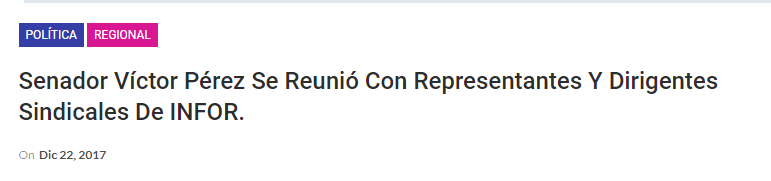 POLÍTICA REGIONAL
Senador Víctor Pérez Se Reunió Con Representantes Y Dirigentes
Sindicales De INFOR.
On Dic 22, 2017